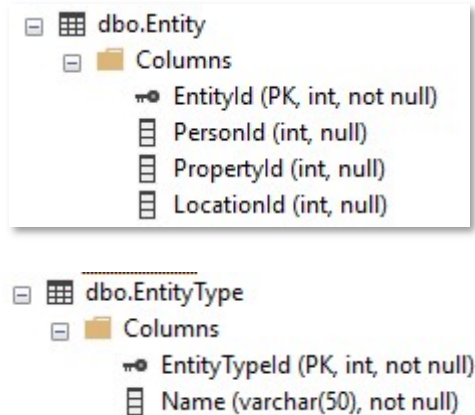 dbo.Entity
Columns
EntityId (PK, int, not null)
PersonId (int, null)
PropertyId (int, null)
LocationId (int, null)
dbo.EntityType
Columns
EntityTypeId (PK, int, not null)
Name (varchar(50), not null)